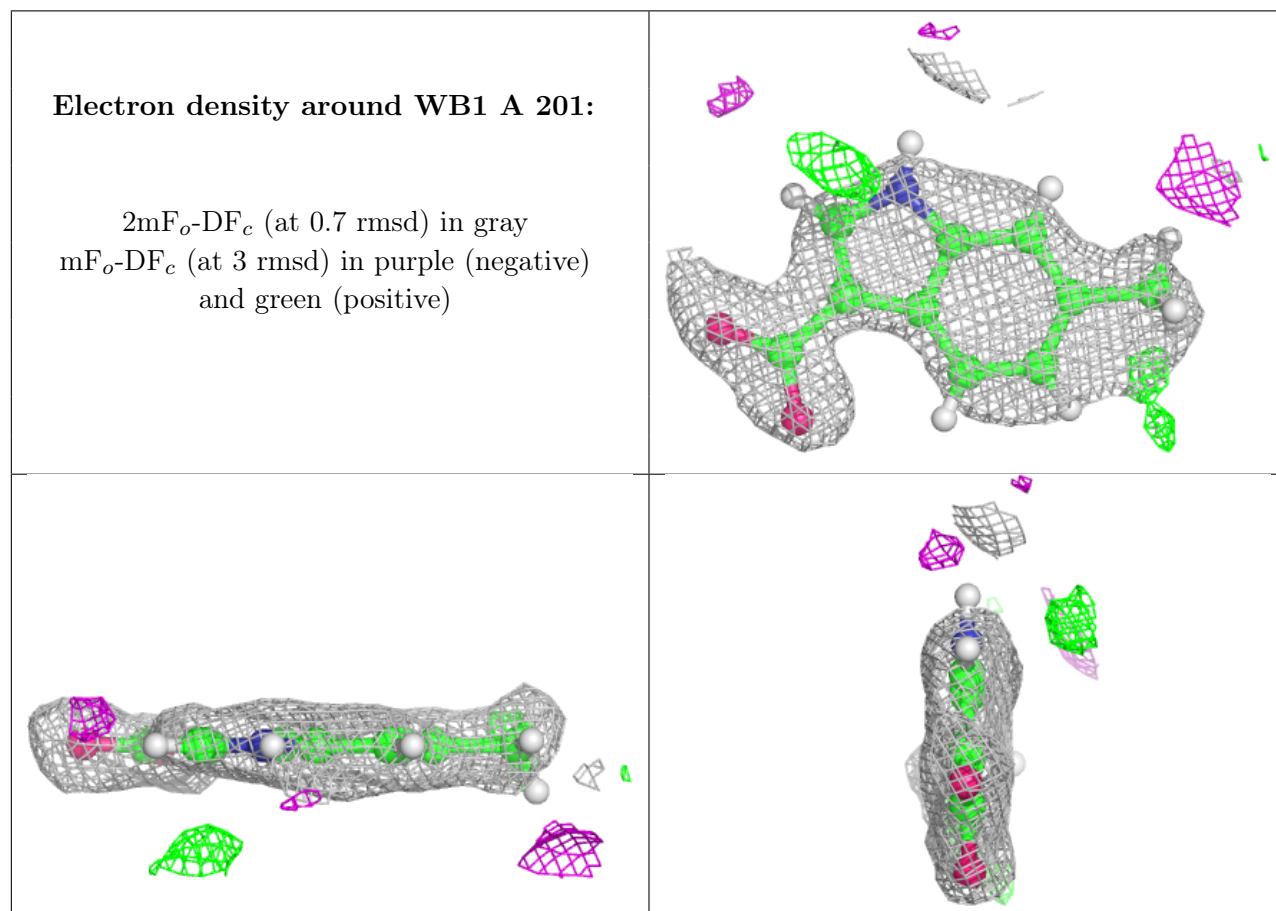 Electron density around WB1 A 201:
2mFo-DFc (at 0.7 rmsd) in gray
mFo-DFc (at 3 rmsd) in purple (negative)
and green (positive)